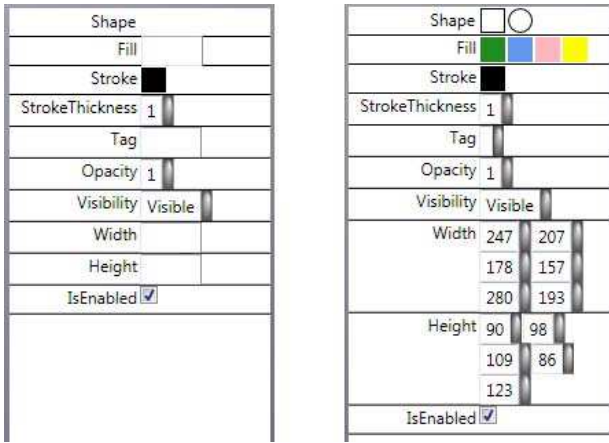 Shape
Fill
Stroke
StrokeThickness 1
Tag
Opacity 1
Visibility Visible
Width
Height
IsEnabled
Shape
Fill
Stroke
StrokeThickness 1
Tag
Opacity 1
Visibility Visible
Width 247 207
178 157
280 193
Height 90 98
109 86
123
IsEnabled